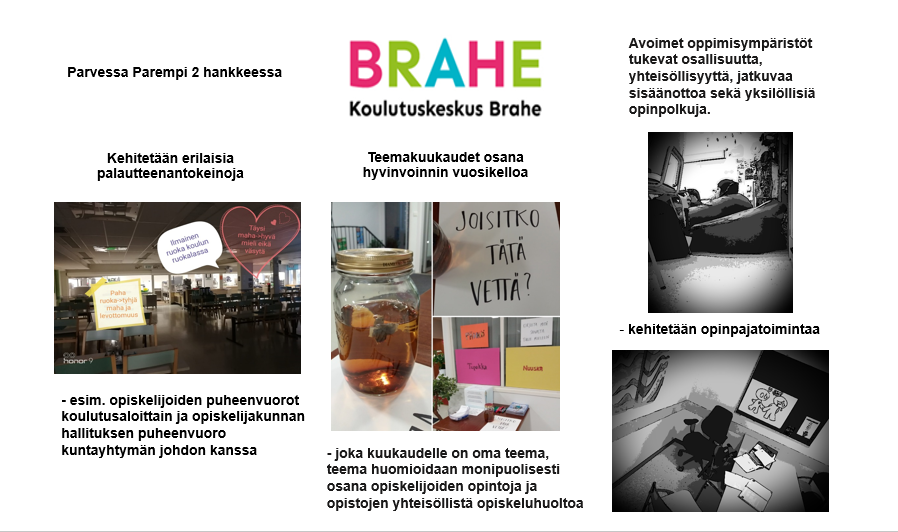 Parvessa Parempi 2 hankkeessa
BRAHE
Koulutuskeskus Brahe
Avoimet oppimisympäristöt
tukevat osallisuutta,
yhteisöllisyyttä, jatkuvaa
sisäänottoa sekä yksilöllisiä
opinpolkuja.
Kehitetään erilaisia
palautteenantokeinoja
Teemakuukaudet osana
hyvinvoinnin vuosikelloa
Täysi
maha->hyvä
mieli eikä
väsytä
Ilmainen
ruoka koulun
ruokalassa
Paha
ruoka->tyhjä
maha ja
levottomuus
honor 9
JOISITKO
TÄTÄ
VETTÄ?
Tupakka
Nuuska
- kehitetään opinpajatoimintaa
- esim. opiskelijoiden puheenvuorot
koulutusaloittain ja opiskelijakunnan
hallituksen puheenvuoro
kuntayhtymän johdon kanssa
- joka kuukaudelle on oma teema,
teema huomioidaan monipuolisesti
osana opiskelijoiden opintoja ja
opistojen yhteisöllistä opiskeluhuoltoa